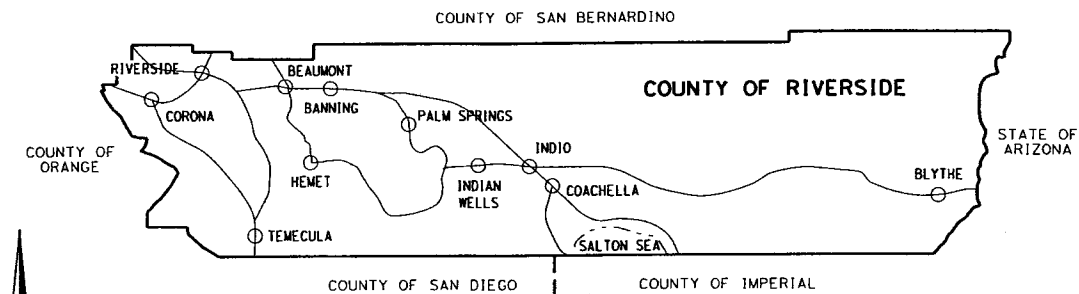 COUNTY OF SAN BERNARDINO
RIVERSIDE
BEAUMONT
COUNTY OF RIVERSIDE
BANNING
CORONA
PALM SPRINGS
STATE OF
ARIZONA
COUNTY OF
ORANGE
INDIO
HEMET
INDIAN
WELLS
COACHELLA
BLYTHE
TEMECULA
SALTON SEA
COUNTY OF SAN DIEGO
COUNTY OF IMPERIAL